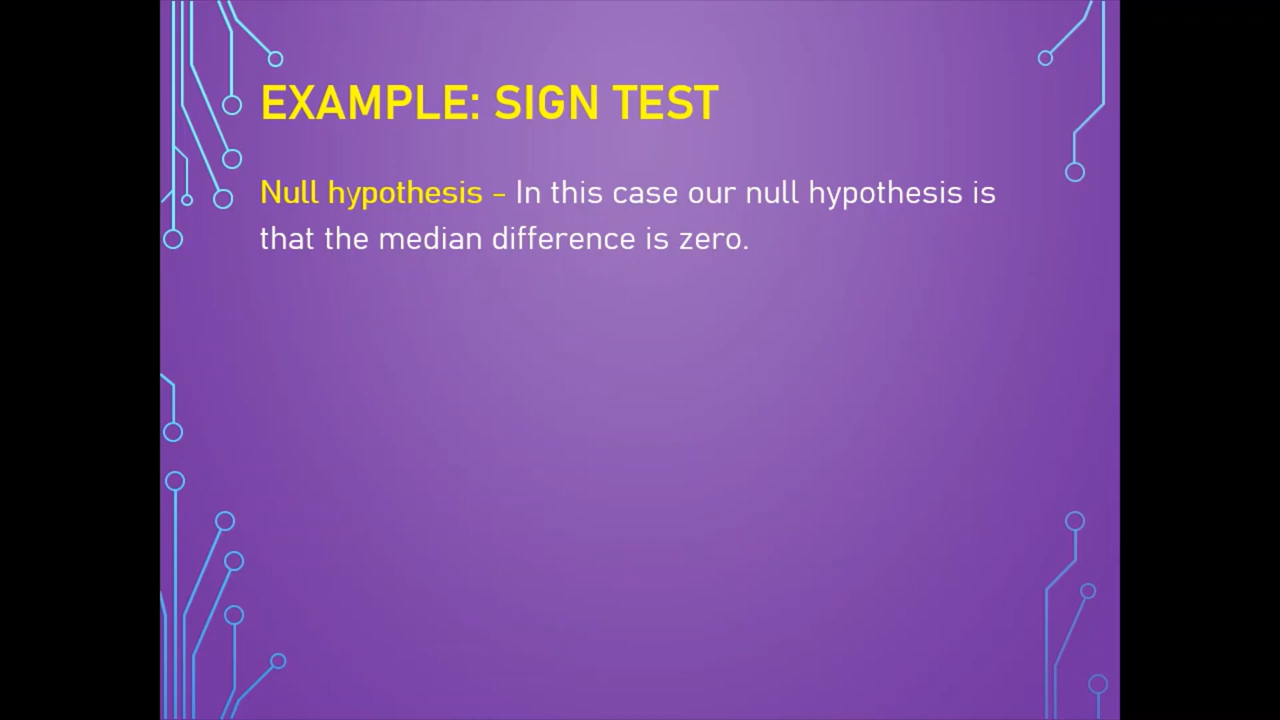 EXAMPLE: SIGN TEST
Null hypothesis – In this case our null hypothesis is
that the median difference is zero.